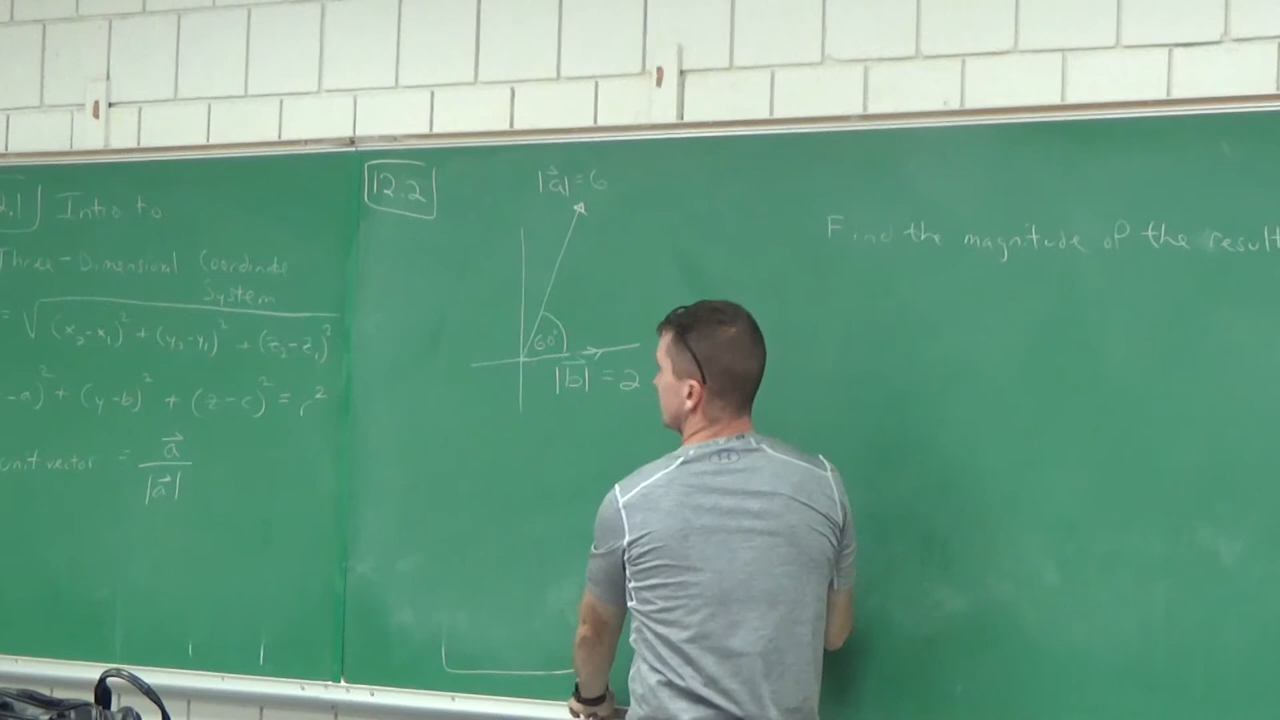 2.1 Intro to
Three-Dimensional Coordinate
System
= √(x₂-x₁)² + (y₂-y₁)² + (z₂-z₁)²
-a)² + (y-b)² + (z-c)² = r²
unit vector = a⃗ / |a⃗|
12.2
|a⃗| = 6
60°
|b⃗| = 2
Find the magnitude of the result